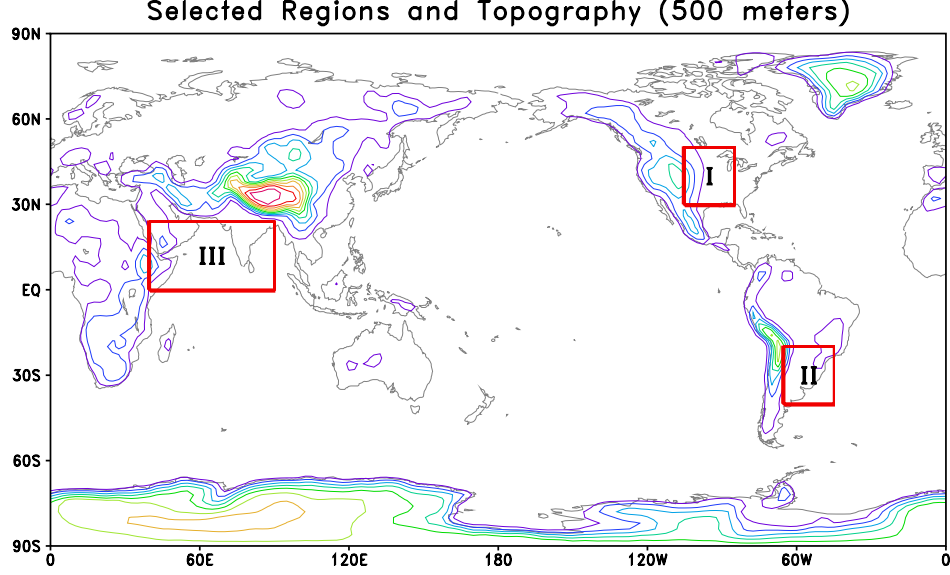 Selected Regions and Topography (500 meters)
90N
60N
30N
EQ
30S
60S
90S
I
III
II
0 60E 120E 180 120W 60W 0